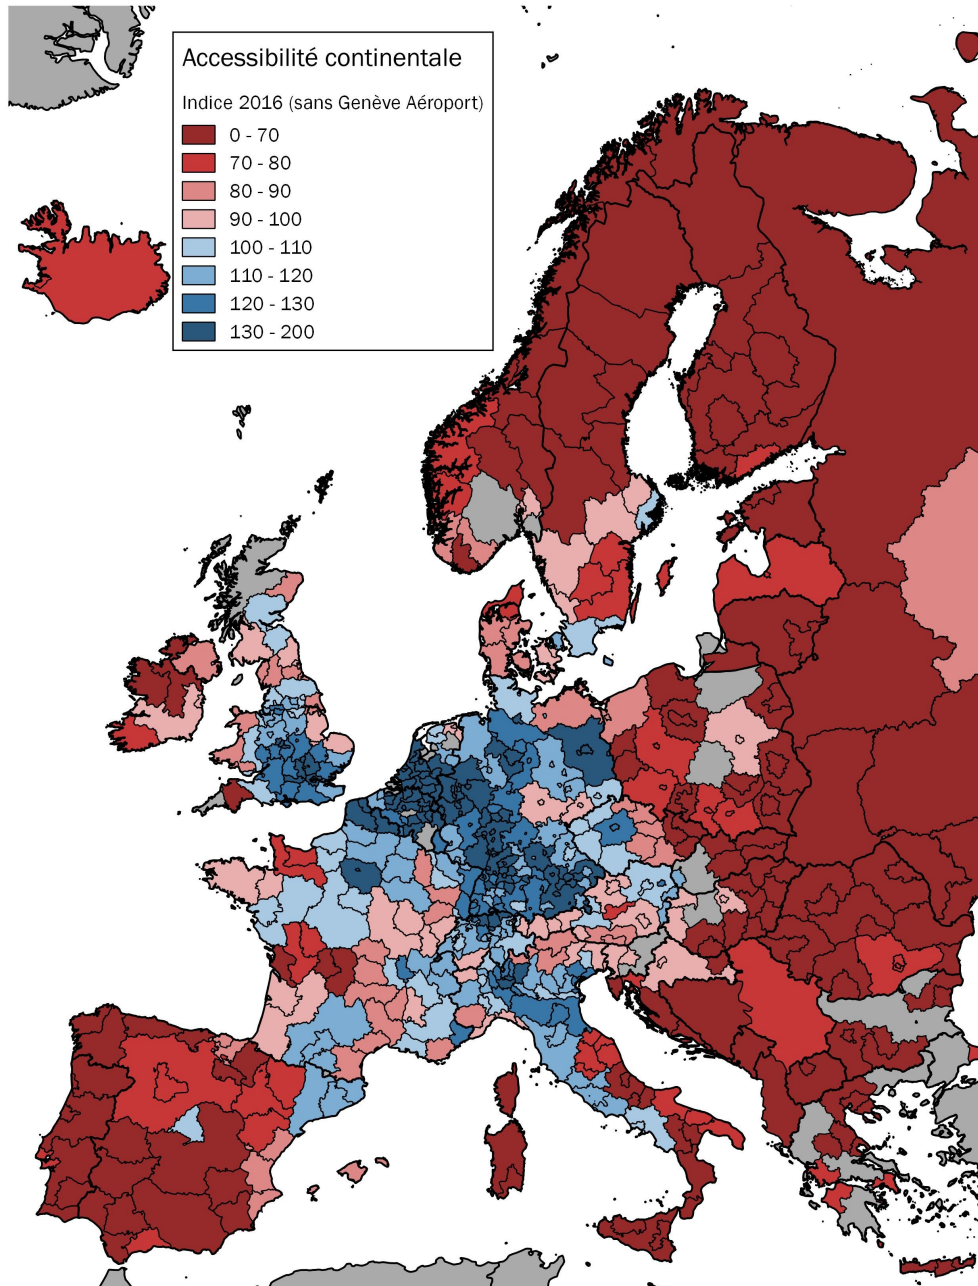 Accessibilité continentale
Indice 2016 (sans Genève Aéroport)
0 - 70
70 - 80
80 - 90
90 - 100
100 - 110
110 - 120
120 - 130
130 - 200